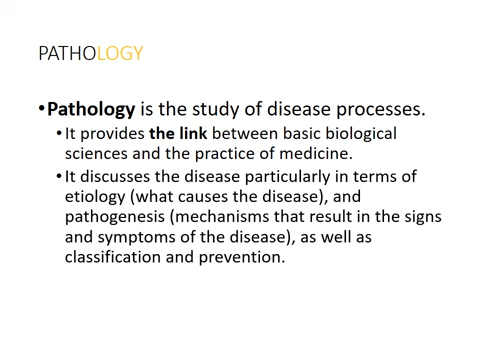 PATHOLOGY
•Pathology is the study of disease processes.
•It provides the link between basic biological
sciences and the practice of medicine.
•It discusses the disease particularly in terms of
etiology (what causes the disease), and
pathogenesis (mechanisms that result in the signs
and symptoms of the disease), as well as
classification and prevention.